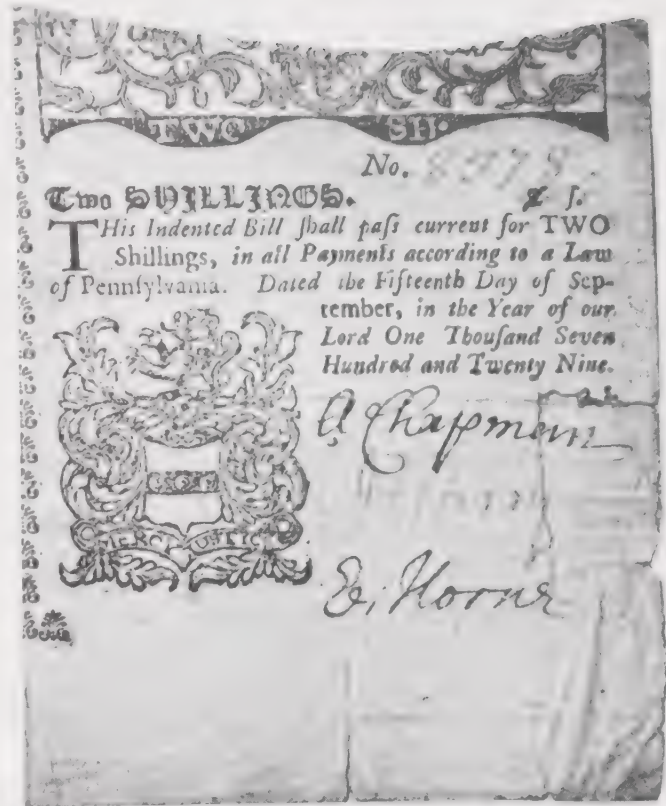 TWO SH.
No.
Two SHILLINGS. ſ.
THis Indented Bill ſhall paſs current for TWO
Shillings, in all Payments according to a Law
of Pennſylvania. Dated the Fifteenth Day of Sep-
tember, in the Year of our
Lord One Thouſand Seven
Hundred and Twenty Nine.
A Chapman
E. Horne